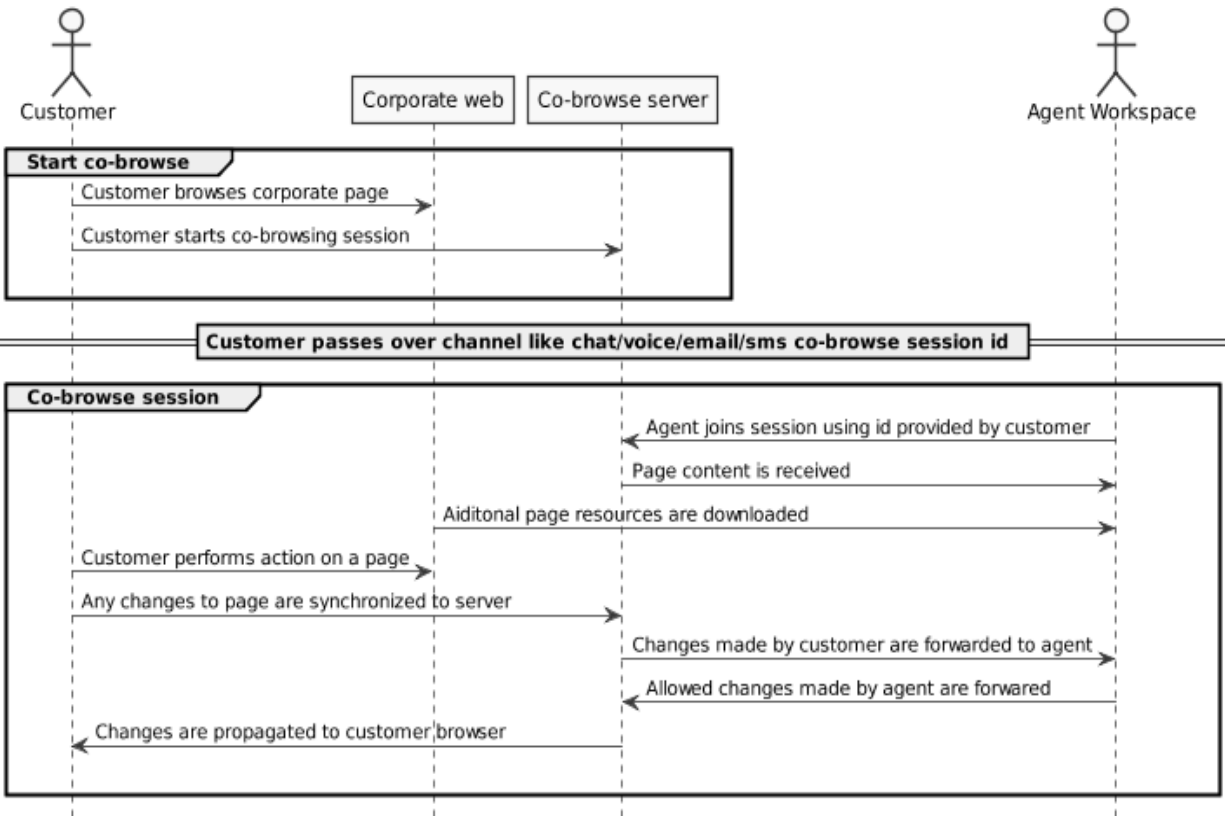 Customer
Corporate web
Co-browse server
Agent Workspace
Start co-browse
Customer browses corporate page
Customer starts co-browsing session
Customer passes over channel like chat/voice/email/sms co-browse session id
Co-browse session
Agent joins session using id provided by customer
Page content is received
Aiditonal page resources are downloaded
Customer performs action on a page
Any changes to page are synchronized to server
Changes made by customer are forwarded to agent
Allowed changes made by agent are forwared
Changes are propagated to customer browser